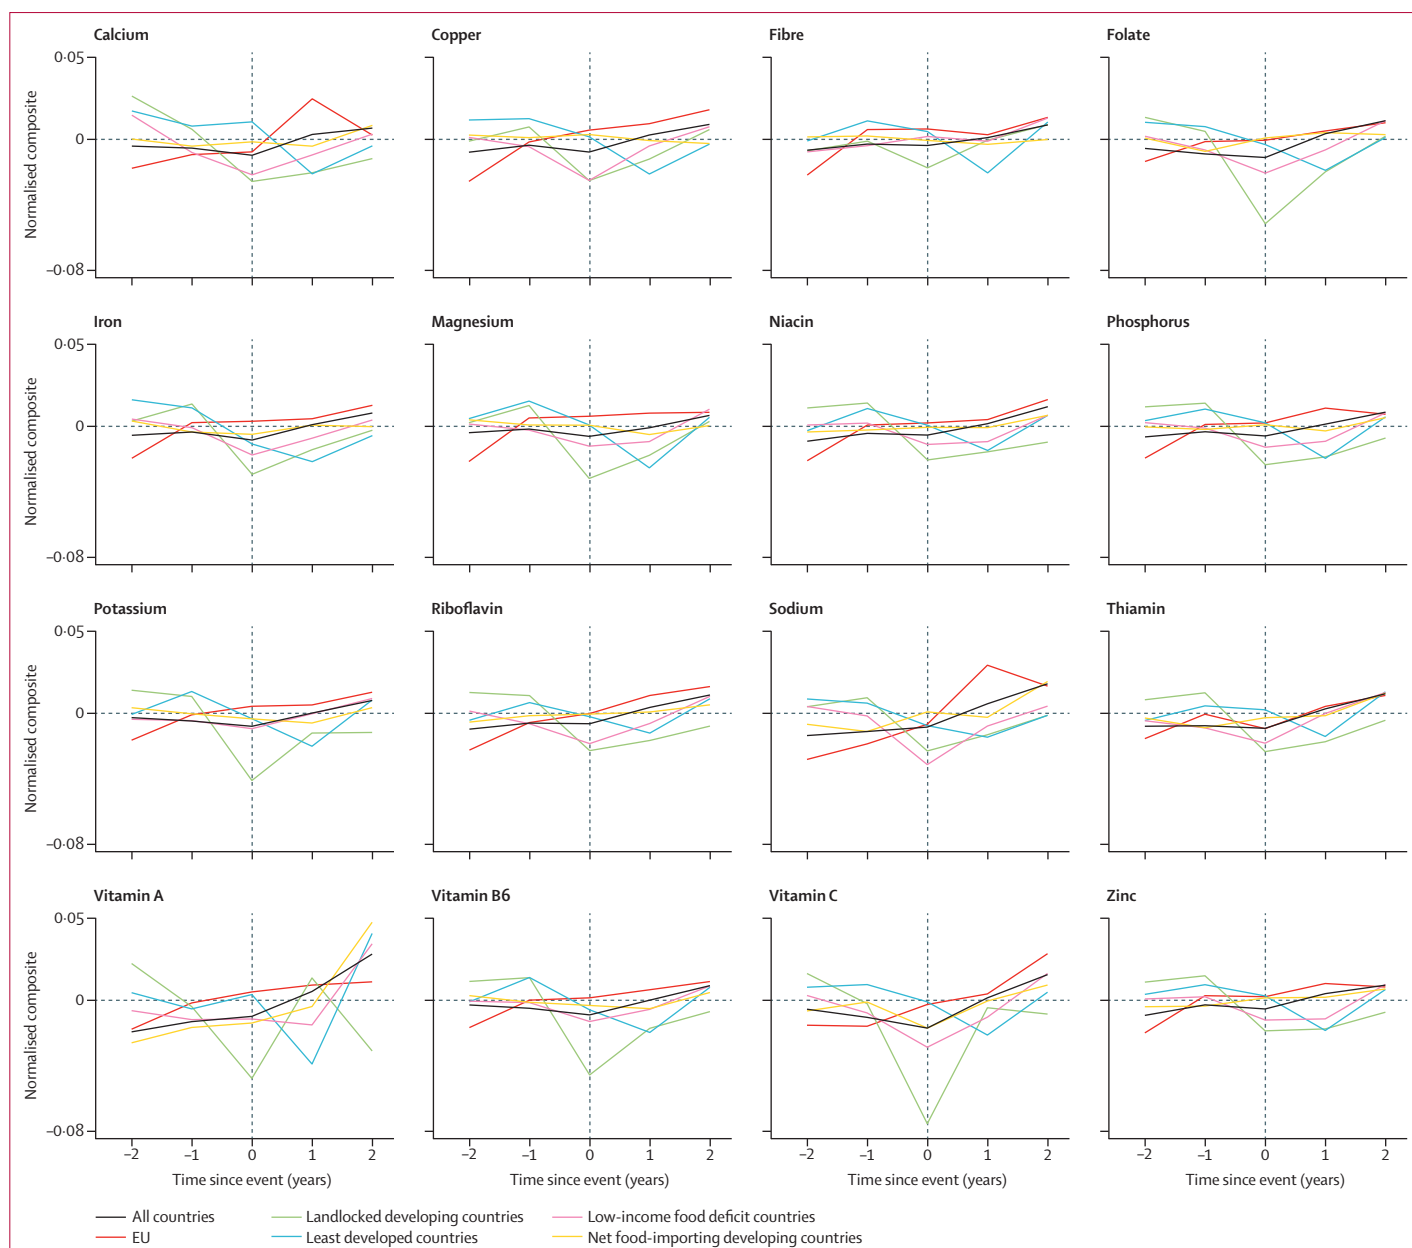 Calcium Copper Fibre Folate
0·05
0
–0·08
Normalised composite
Iron Magnesium Niacin Phosphorus
0·05
0
–0·08
Normalised composite
Potassium Riboflavin Sodium Thiamin
0·05
0
–0·08
Normalised composite
Vitamin A Vitamin B6 Vitamin C Zinc
0·05
0
–0·08
Normalised composite
–2 –1 0 1 2 –2 –1 0 1 2 –2 –1 0 1 2 –2 –1 0 1 2
Time since event (years) Time since event (years) Time since event (years) Time since event (years)
All countries Landlocked developing countries Low-income food deficit countries
EU Least developed countries Net food-importing developing countries